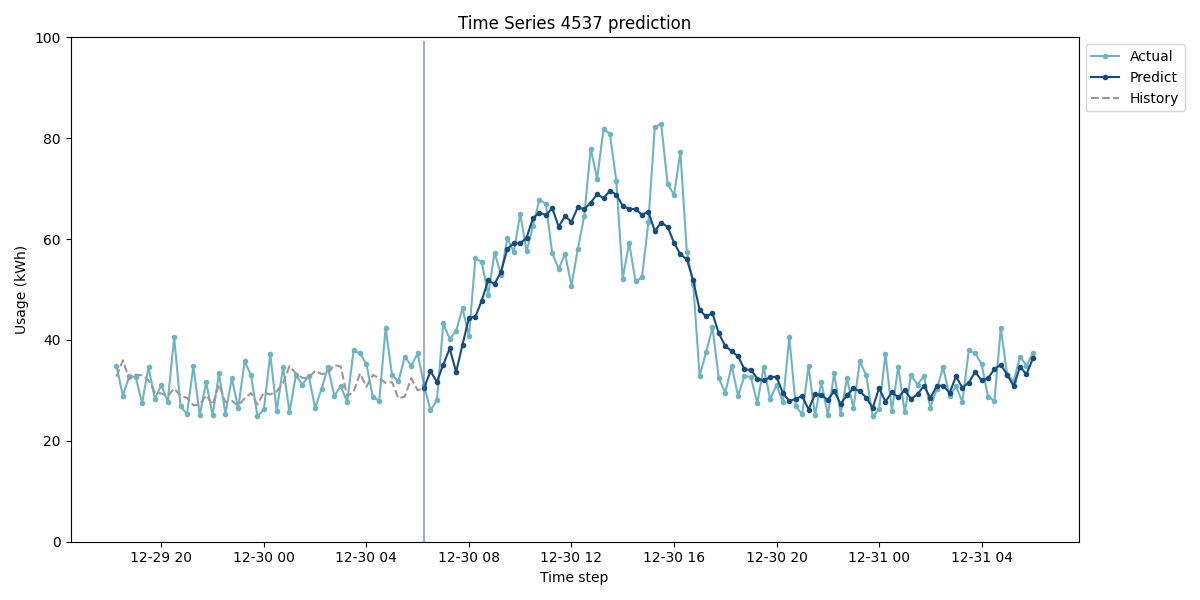 Time Series 4537 prediction
100
80
60
40
20
0
Usage (kWh)
12-29 20
12-30 00
12-30 04
12-30 08
12-30 12
12-30 16
12-30 20
12-31 00
12-31 04
Time step
Actual
Predict
History